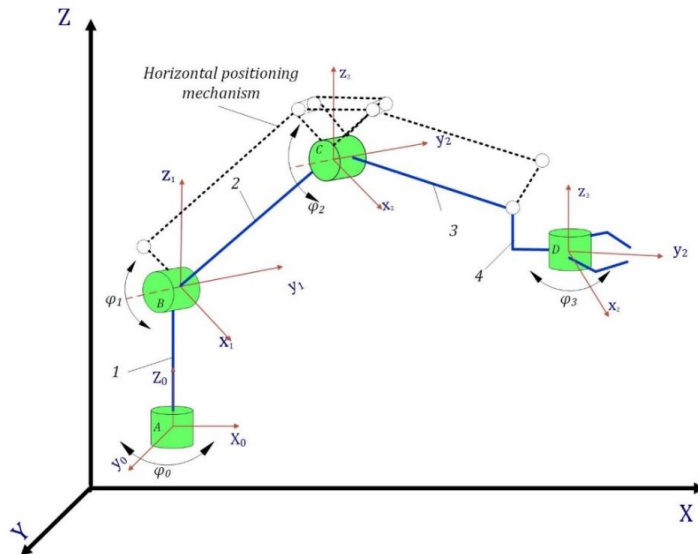 Z
Horizontal positioning
mechanism
z₂
C
y₂
z₁
2
φ₂
x₂
3
z₂
D
y₂
4
φ₁
B
y₁
φ₃
x₂
x₁
1
Z₀
A
X₀
y₀
φ₀
X
Y